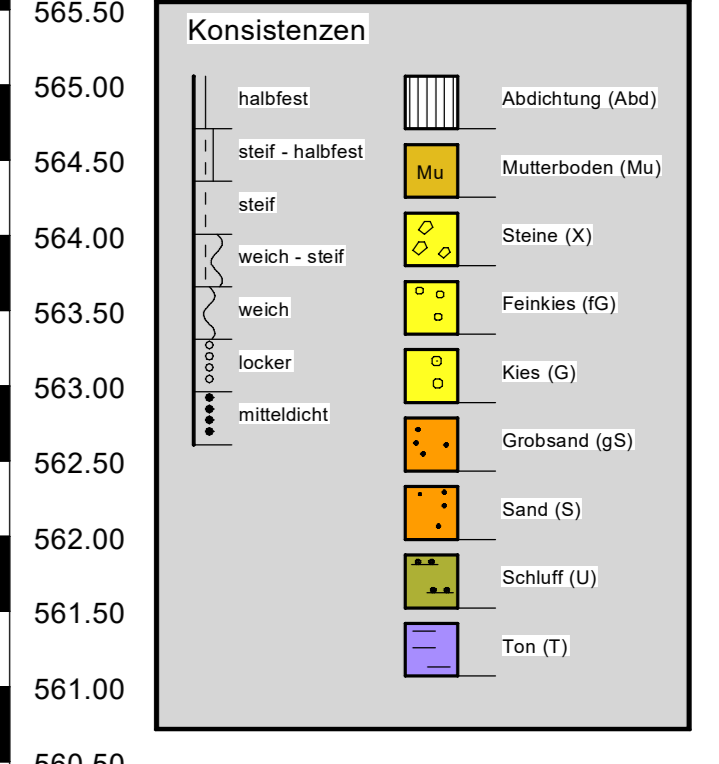 565.50
565.00
564.50
564.00
563.50
563.00
562.50
562.00
561.50
561.00
560.50
Konsistenzen
halbfest
steif - halbfest
steif
weich - steif
weich
locker
mitteldicht
Abdichtung (Abd)
Mu
Mutterboden (Mu)
Steine (X)
Feinkies (fG)
Kies (G)
Grobsand (gS)
Sand (S)
Schluff (U)
Ton (T)